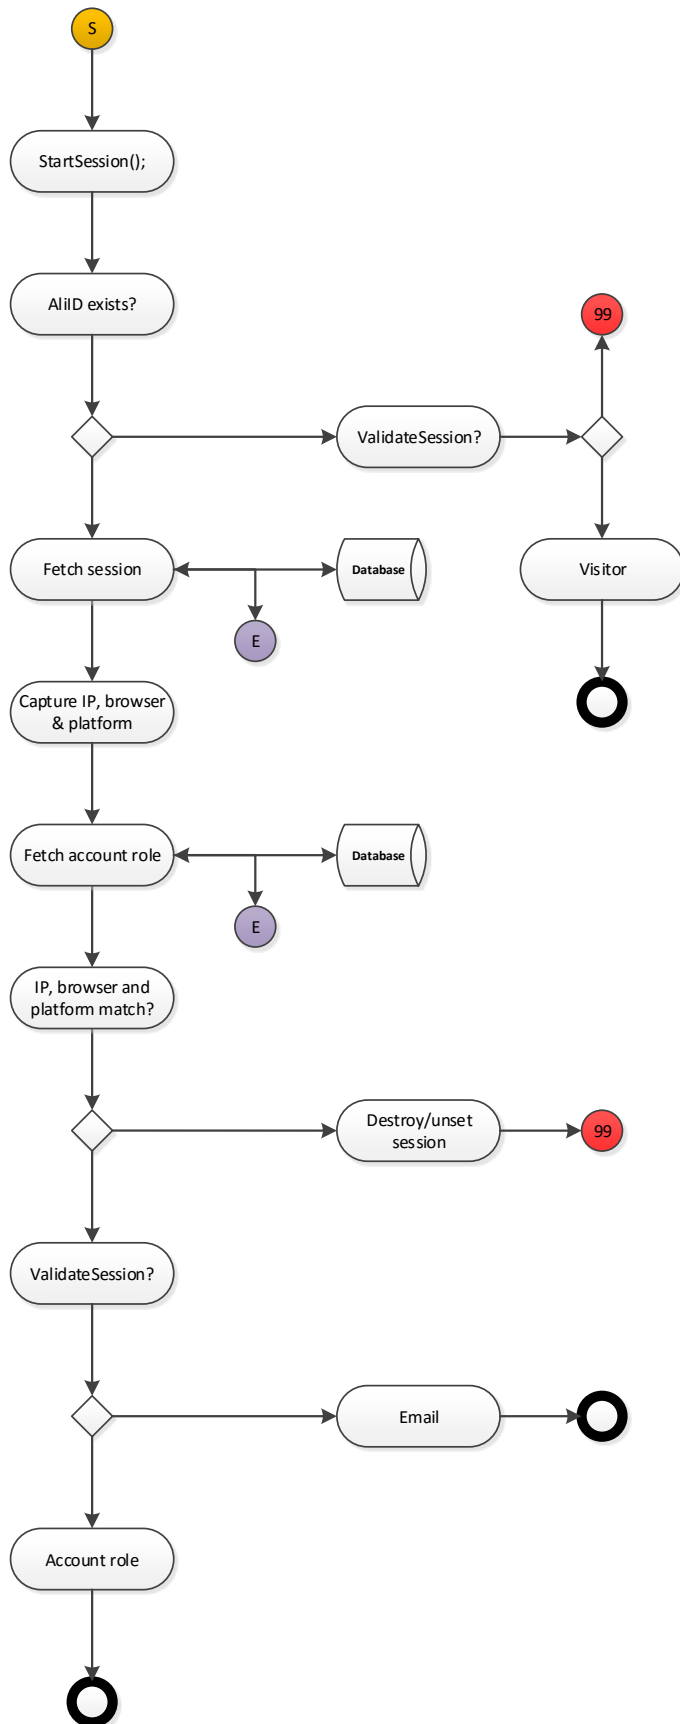 S
StartSession();
AliID exists?
99
ValidateSession?
Fetch session
Database
E
Visitor
Capture IP, browser
& platform
Fetch account role
Database
E
IP, browser and
platform match?
Destroy/unset
session
99
ValidateSession?
Email
Account role